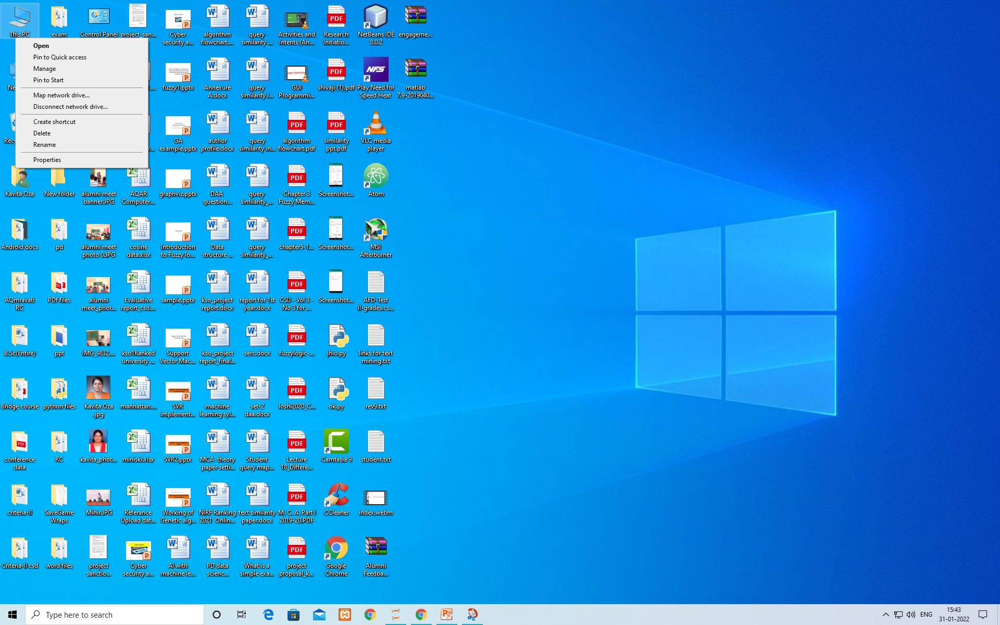 This PC
exam
Control Panel
project_san...
Cyber
security a...
algorithm
flowchart....
query
similarity ...
Activities and
Intents (An...
Research
Initiatio...
NetBeans IDE
8.0.2
engageme...
Open
Pin to Quick access
Manage
Pin to Start
Map network drive...
Disconnect network drive...
Create shortcut
Delete
Rename
Properties
fuzzy1.pptx
Annexure
A.docx
query
similarity i...
GUI
Programmi...
shivaji (1).pdf
Play Need for
Speed Heat
matlab
7.9-2019040...
GA
example.pptx
author
profile.docx
query
similarity in...
algorithm
flowchart.pdf
similarity
ppt.pdf
VLC media
player
Kavita Oza
New folder
alumni meet
banner.JPG
AQAR
Computer...
graphviz.pptx
DAA
question...
query
similarity_...
Chapter 3
Fuzzy Mem...
Screenshot...
Atom
Android docs
pd
alumni meet
photo 0.JPG
cosine
data.xlsx
Introduction
to Fuzzy lo...
Data
structure ...
query
similarity_...
chapter5-1...
Screenshot...
MSI
Afterburner
AQmravati
RC
PDf files
alumni
meet_phot...
Evaluative
report_csd....
sample.pptx
kso_project
report.docx
report for 1st
year.docx
CSIJ - Vol 3 -
No 3 for ...
Screenshot...
AFD-Test
II-grades.cs...
B.Sc(Entire)
ppt
IMG_9832....
kso1Ranked
university ...
Support
Vector Mac...
kso_project
report_final...
serc.docx
fuzzylogic-...
jhio.py
links for text
mining.txt
Bridge course
python files
Kavita Oza
.jpg
manhattan....
SVR
implement...
machine
learning syl...
set-2
daa.docx
Joshi2020_C...
ok.py
rev9.txt
conference
data
RC
kavita_phot...
miniski.xlsx
SVR2.pptx
MCA theory
paper setti...
Student
query map...
Lecture
18_Differe...
Camtasia 9
student.txt
criteria-II
SaveGame
Wraps
Mihir.JPG
Referance
Upload dat...
Working of
Genetic alg...
NIRF Ranking
2021 Onlin...
text similarity
paper.docx
M. C. A. Part I
2019-20.PDF
CCleaner
index.webm
Criteria-II csd
word files
project
sanctio...
Cyber
security a...
AI with
machine le...
PD data
scienc...
What is a
simple exa...
project
proposal_k...
Google
Chrome
Alumni
Feedba...
Type here to search
ENG
15:43
31-01-2022